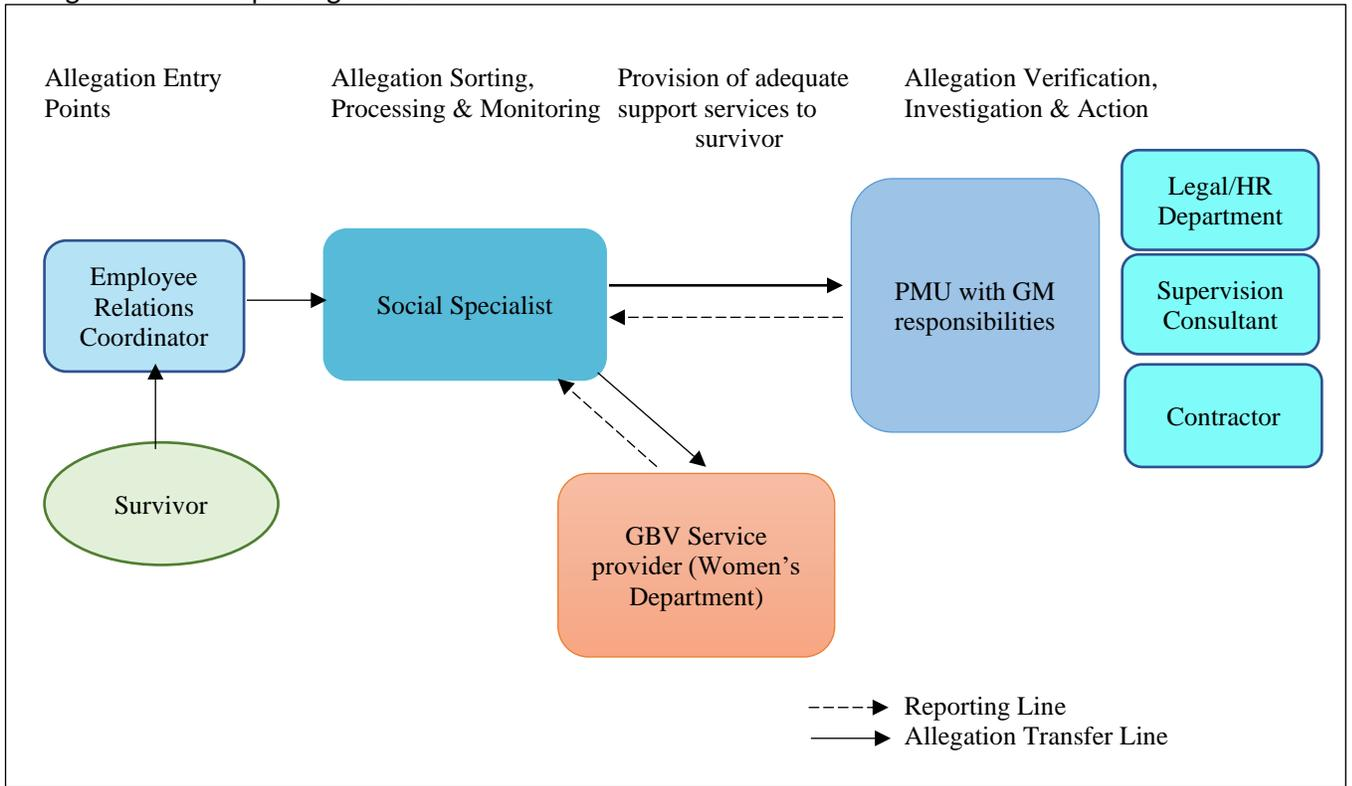 Allegation Entry
Points
Allegation Sorting,
Processing & Monitoring
Provision of adequate
support services to
survivor
Allegation Verification,
Investigation & Action
Legal/HR
Department
Employee
Relations
Coordinator
Social Specialist
PMU with GM
responsibilities
Supervision
Consultant
Contractor
Survivor
GBV Service
provider (Women’s
Department)
Reporting Line
Allegation Transfer Line